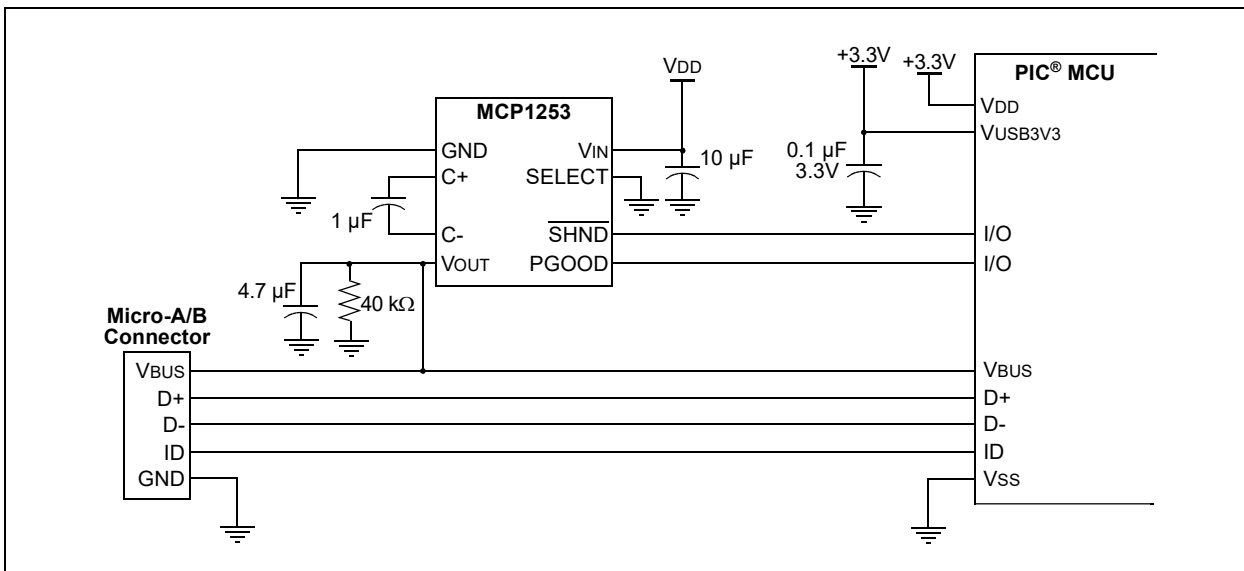 +3.3V
+3.3V
VDD
PIC® MCU
MCP1253
VDD
VUSB3V3
GND
VIN
10 µF
0.1 µF
3.3V
C+
SELECT
1 µF
C-
SHND
I/O
VOUT
PGOOD
I/O
4.7 µF
40 kΩ
Micro-A/B
Connector
VBUS
VBUS
D+
D+
D-
D-
ID
ID
GND
VSS